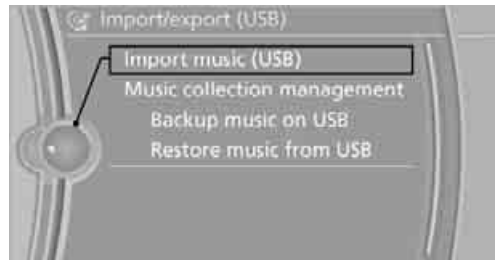 Import/export (USB)
Import music (USB)
Music collection management
Backup music on USB
Restore music from USB